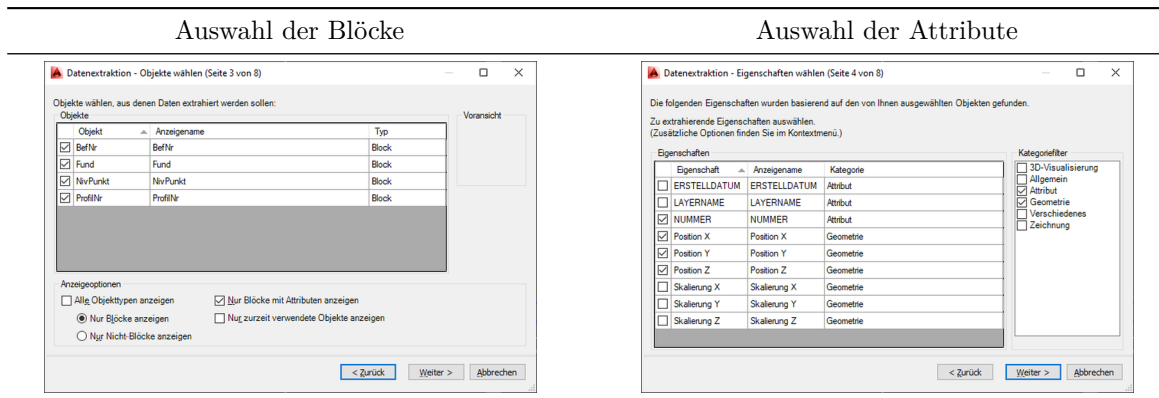 Auswahl der Blöcke
Auswahl der Attribute
Datenextraktion - Objekte wählen (Seite 3 von 8)
Objekte wählen, aus denen Daten extrahiert werden sollen:
Objekte
Voransicht
Objekt Anzeigename Typ
BefNr BefNr Block
Fund Fund Block
NivPunkt NivPunkt Block
ProfilNr ProfilNr Block
Anzeigeoptionen
Alle Objekttypen anzeigen
Nur Blöcke mit Attributen anzeigen
Nur Blöcke anzeigen
Nur zurzeit verwendete Objekte anzeigen
Nur Nicht-Blöcke anzeigen
< Zurück Weiter > Abbrechen
Datenextraktion - Eigenschaften wählen (Seite 4 von 8)
Die folgenden Eigenschaften wurden basierend auf den von Ihnen ausgewählten Objekten gefunden.
Zu extrahierende Eigenschaften auswählen.
(Zusätzliche Optionen finden Sie im Kontextmenü.)
Eigenschaften
Eigenschaft Anzeigename Kategorie
ERSTELLDATUM ERSTELLDATUM Attribut
LAYERNAME LAYERNAME Attribut
NUMMER NUMMER Attribut
Position X Position X Geometrie
Position Y Position Y Geometrie
Position Z Position Z Geometrie
Skalierung X Skalierung X Geometrie
Skalierung Y Skalierung Y Geometrie
Skalierung Z Skalierung Z Geometrie
Kategoriefilter
3D-Visualisierung
Allgemein
Attribut
Geometrie
Verschiedenes
Zeichnung
< Zurück Weiter > Abbrechen